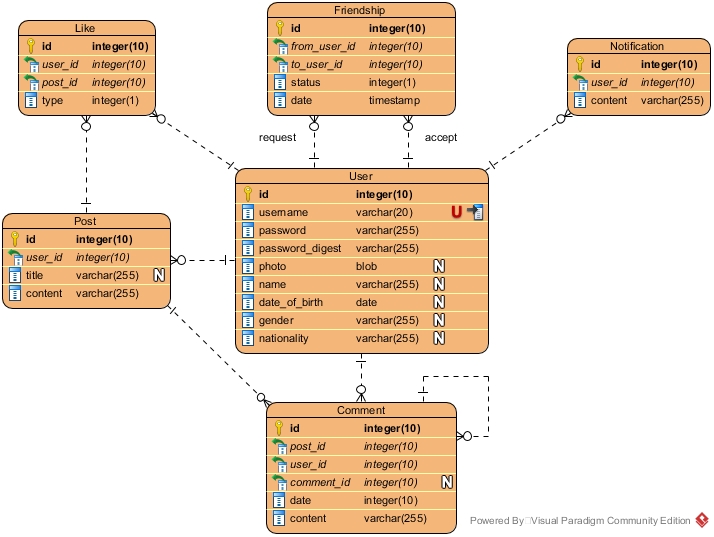 Like
id integer(10)
user_id integer(10)
post_id integer(10)
type integer(1)
Friendship
id integer(10)
from_user_id integer(10)
to_user_id integer(10)
status integer(1)
date timestamp
Notification
id integer(10)
user_id integer(10)
content varchar(255)
request
accept
User
id integer(10)
username varchar(20) U
password varchar(255)
password_digest varchar(255)
photo blob N
name varchar(255) N
date_of_birth date N
gender varchar(255) N
nationality varchar(255) N
Post
id integer(10)
user_id integer(10)
title varchar(255) N
content varchar(255)
Comment
id integer(10)
post_id integer(10)
user_id integer(10)
comment_id integer(10) N
date integer(10)
content varchar(255)
Powered By Visual Paradigm Community Edition